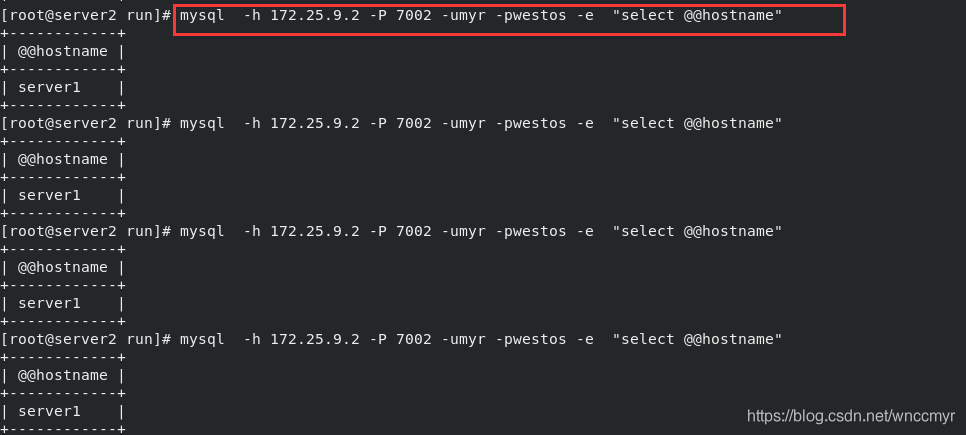 [root@server2 run]# mysql  -h 172.25.9.2 -P 7002 -umyr -pwestos -e  "select @@hostname"
+------------+
| @@hostname |
+------------+
| server1    |
+------------+
[root@server2 run]# mysql  -h 172.25.9.2 -P 7002 -umyr -pwestos -e  "select @@hostname"
+------------+
| @@hostname |
+------------+
| server1    |
+------------+
[root@server2 run]# mysql  -h 172.25.9.2 -P 7002 -umyr -pwestos -e  "select @@hostname"
+------------+
| @@hostname |
+------------+
| server1    |
+------------+
[root@server2 run]# mysql  -h 172.25.9.2 -P 7002 -umyr -pwestos -e  "select @@hostname"
+------------+
| @@hostname |
+------------+
| server1    |
+------------+
https://blog.csdn.net/wnccmyr